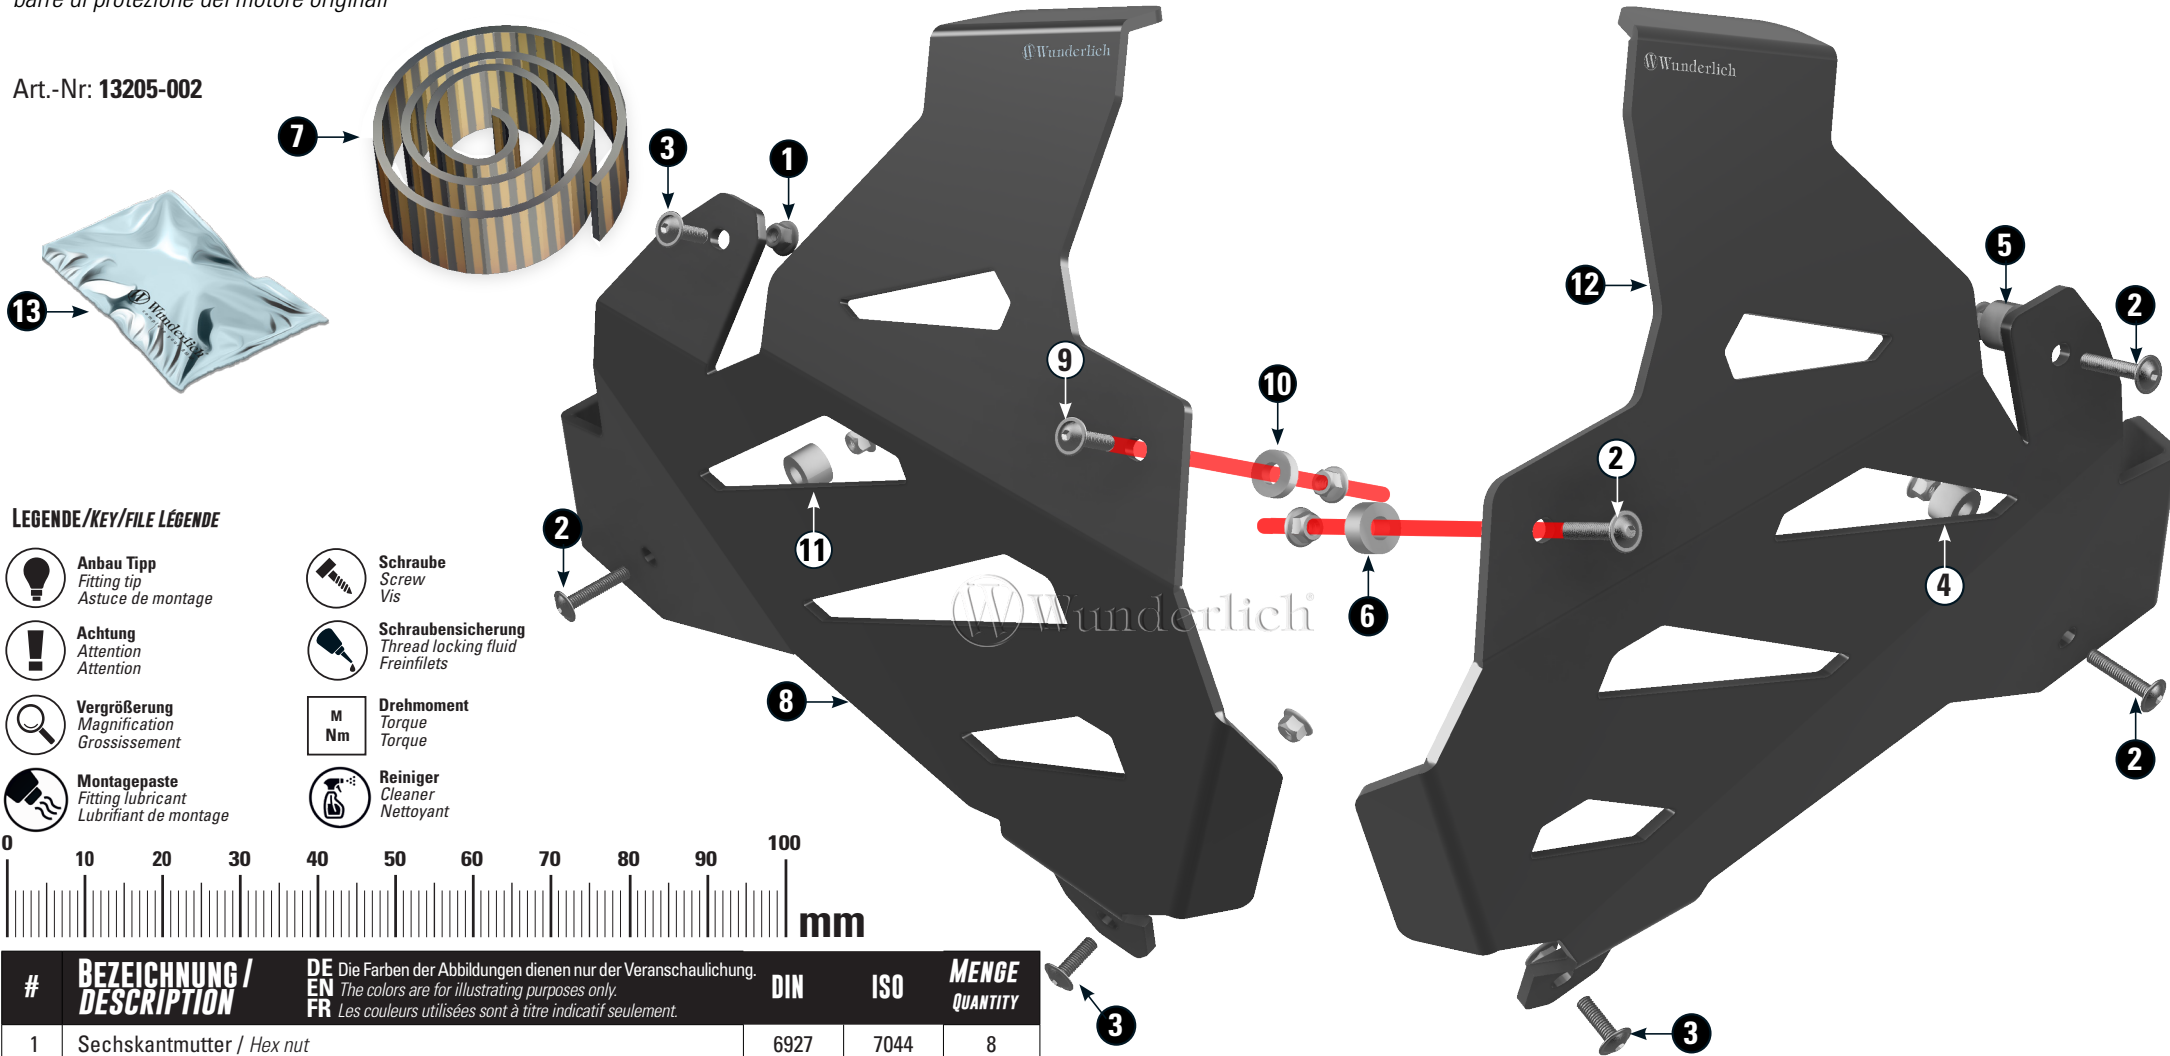 barre di protezione del motore originali
Art.-Nr: 13205-002
Wunderlich
Wunderlich
7
3
1
13
Wunderlich
12
5
2
9
10
2
11
2
4
6
8
2
3
3
Wunderlich®
LEGENDE/KEY/FILE LÉGENDE
Anbau Tipp
Fitting tip
Astuce de montage
Achtung
Attention
Attention
Vergrößerung
Magnification
Grossissement
Montagepaste
Fitting lubricant
Lubrifiant de montage
Schraube
Screw
Vis
Schraubensicherung
Thread locking fluid
Freinfilets
M
Nm
Drehmoment
Torque
Torque
Reiniger
Cleaner
Nettoyant
0 10 20 30 40 50 60 70 80 90 100
mm
# BEZEICHNUNG / DESCRIPTION
DE Die Farben der Abbildungen dienen nur der Veranschaulichung.
EN The colors are for illustrating purposes only.
FR Les couleurs utilisées sont à titre indicatif seulement.
DIN ISO MENGE QUANTITY
1 Sechskantmutter / Hex nut 6927 7044 8